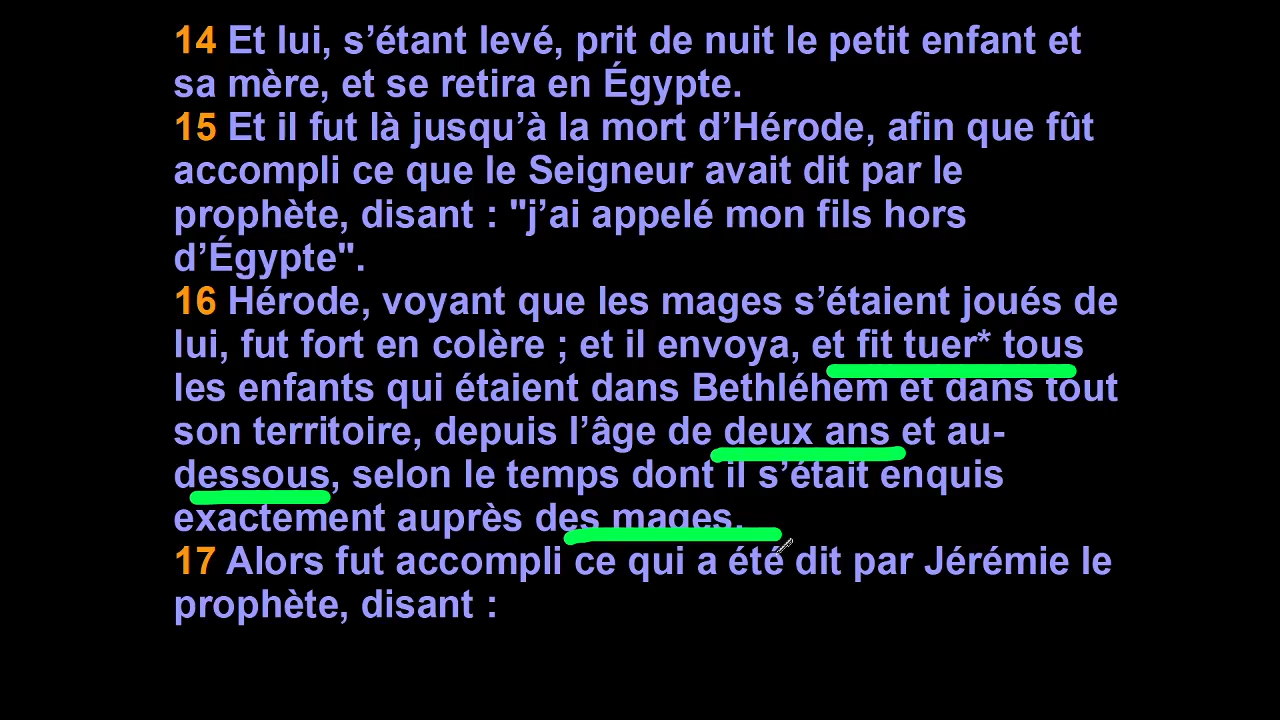 14 Et lui, s’étant levé, prit de nuit le petit enfant et
sa mère, et se retira en Égypte.
15 Et il fut là jusqu’à la mort d’Hérode, afin que fût
accompli ce que le Seigneur avait dit par le
prophète, disant : "j’ai appelé mon fils hors
d’Égypte".
16 Hérode, voyant que les mages s’étaient joués de
lui, fut fort en colère ; et il envoya, et fit tuer* tous
les enfants qui étaient dans Bethléhem et dans tout
son territoire, depuis l’âge de deux ans et au-
dessous, selon le temps dont il s’était enquis
exactement auprès des mages.
17 Alors fut accompli ce qui a été dit par Jérémie le
prophète, disant :